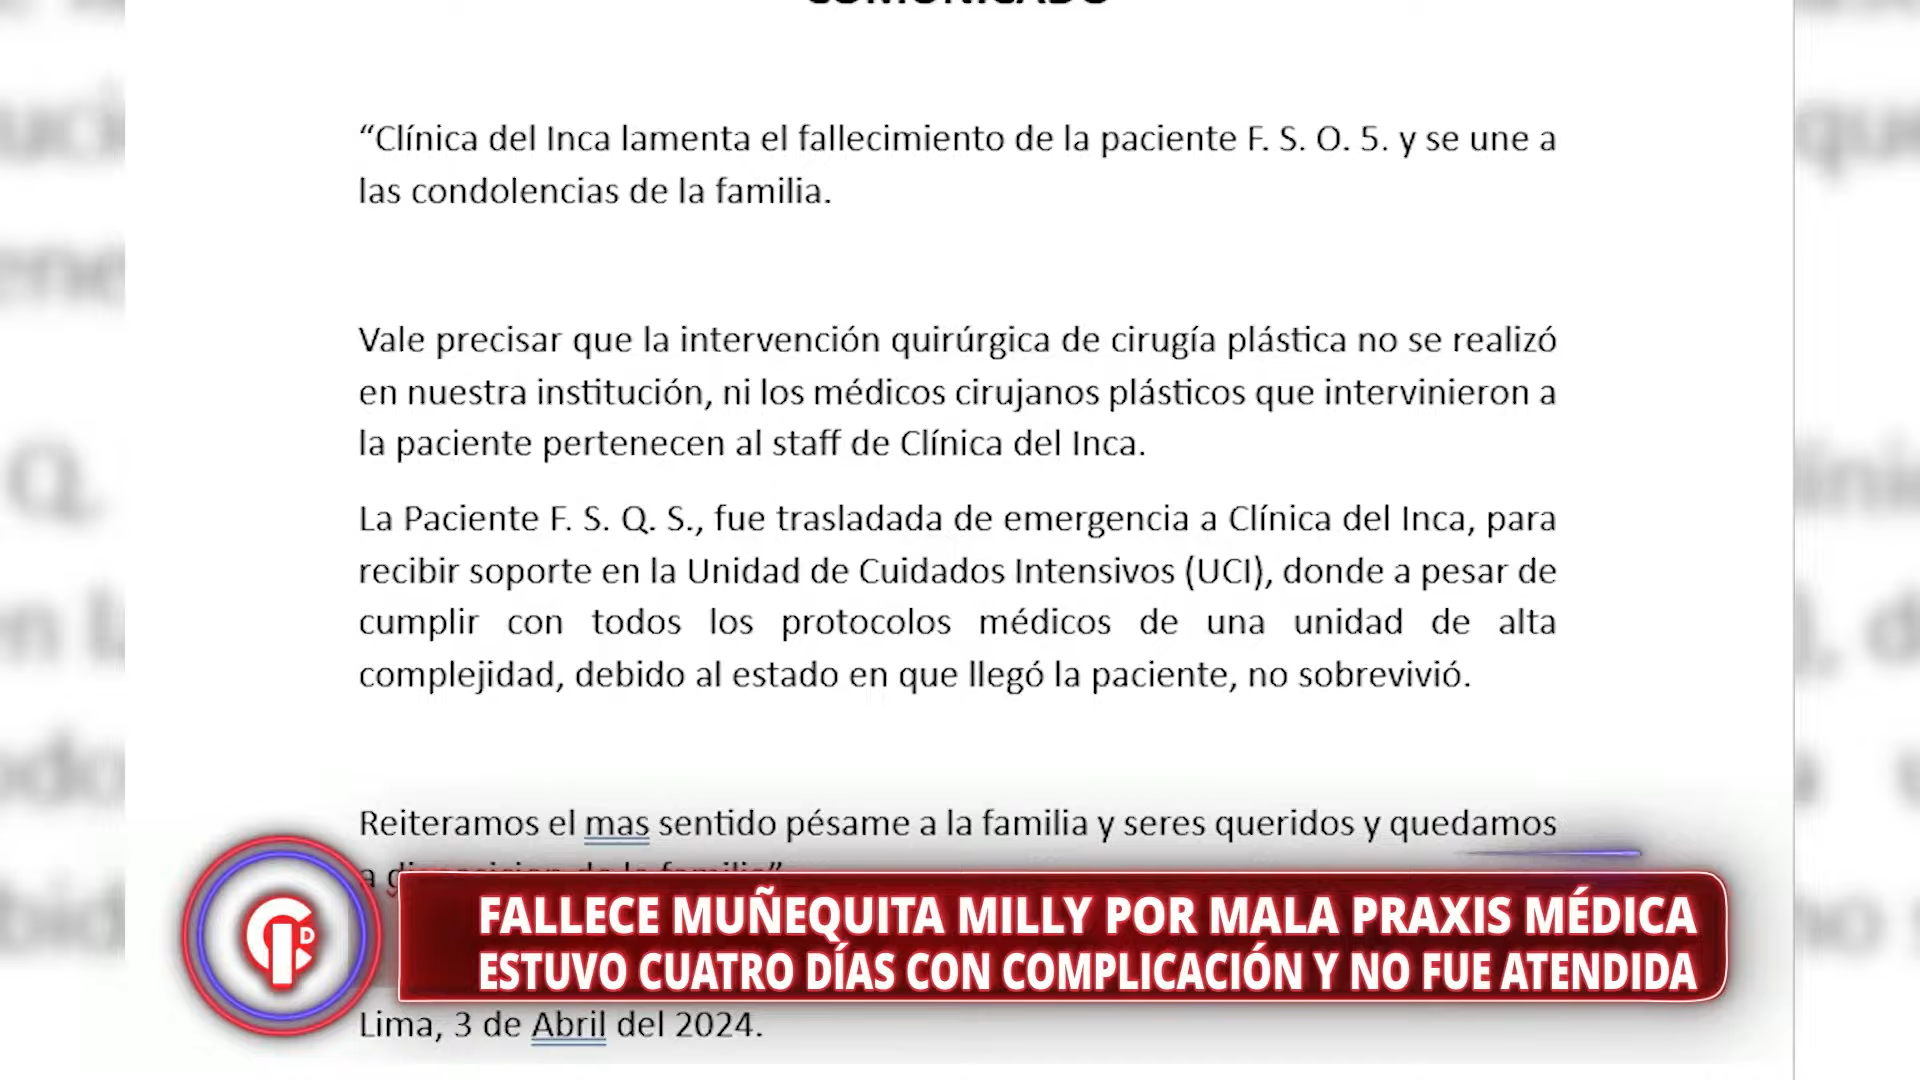 COMUNICADO
“Clínica del Inca lamenta el fallecimiento de la paciente F. S. O. 5. y se une a
las condolencias de la familia.
Vale precisar que la intervención quirúrgica de cirugía plástica no se realizó
en nuestra institución, ni los médicos cirujanos plásticos que intervinieron a
la paciente pertenecen al staff de Clínica del Inca.
La Paciente F. S. Q. S., fue trasladada de emergencia a Clínica del Inca, para
recibir soporte en la Unidad de Cuidados Intensivos (UCI), donde a pesar de
cumplir con todos los protocolos médicos de una unidad de alta
complejidad, debido al estado en que llegó la paciente, no sobrevivió.
Reiteramos el mas sentido pésame a la familia y seres queridos y quedamos
a disposicion de la familia”
FALLECE MUÑEQUITA MILLY POR MALA PRAXIS MÉDICA
ESTUVO CUATRO DÍAS CON COMPLICACIÓN Y NO FUE ATENDIDA
Lima, 3 de Abril del 2024.